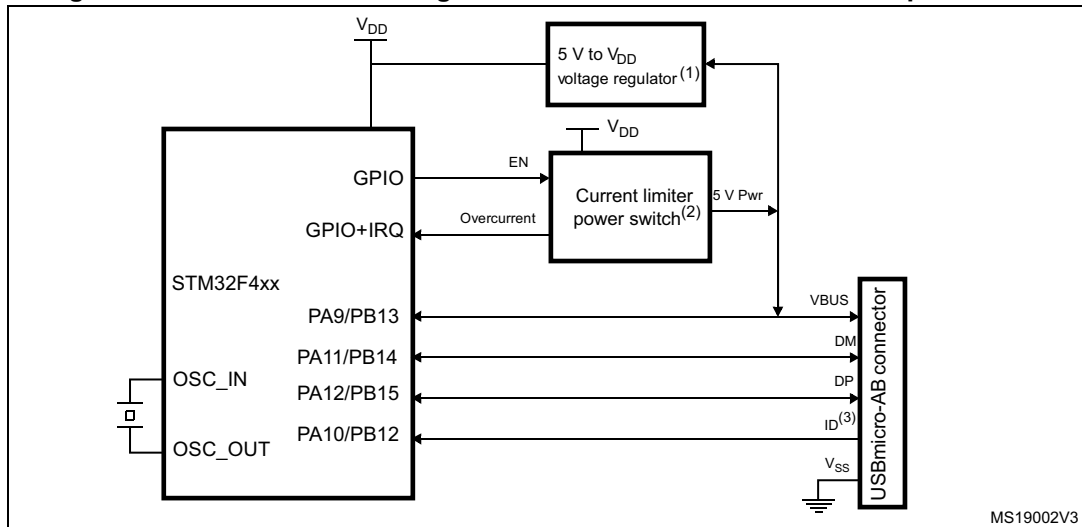 VDD
5 V to VDD
voltage regulator(1)
VDD
GPIO
EN
Current limiter
power switch(2)
5 V Pwr
GPIO+IRQ
Overcurrent
STM32F4xx
PA9/PB13
VBUS
PA11/PB14
DM
OSC_IN
PA12/PB15
DP
PA10/PB12
ID(3)
OSC_OUT
VSS
USBmicro-AB connector
MS19002V3